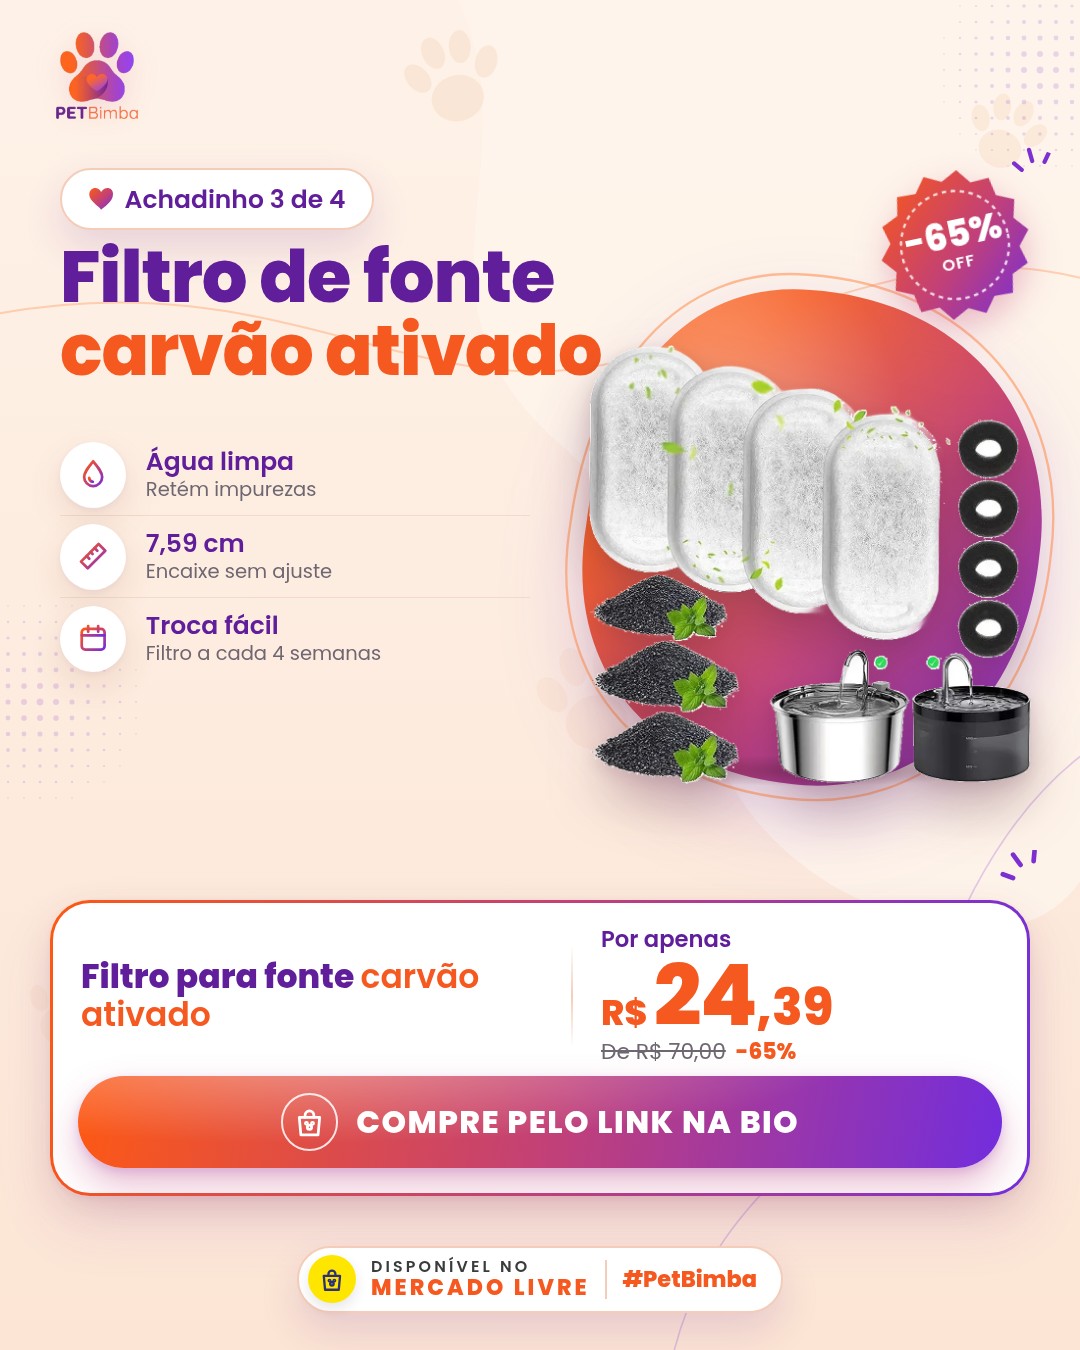 PETBimba
Achadinho 3 de 4
-65%
OFF
Filtro de fonte
carvão ativado
Água limpa
Retém impurezas
7,59 cm
Encaixe sem ajuste
Troca fácil
Filtro a cada 4 semanas
Filtro para fonte carvão
ativado
Por apenas
R$ 24,39
De R$ 70,00 -65%
COMPRE PELO LINK NA BIO
DISPONÍVEL NO
MERCADO LIVRE
#PetBimba